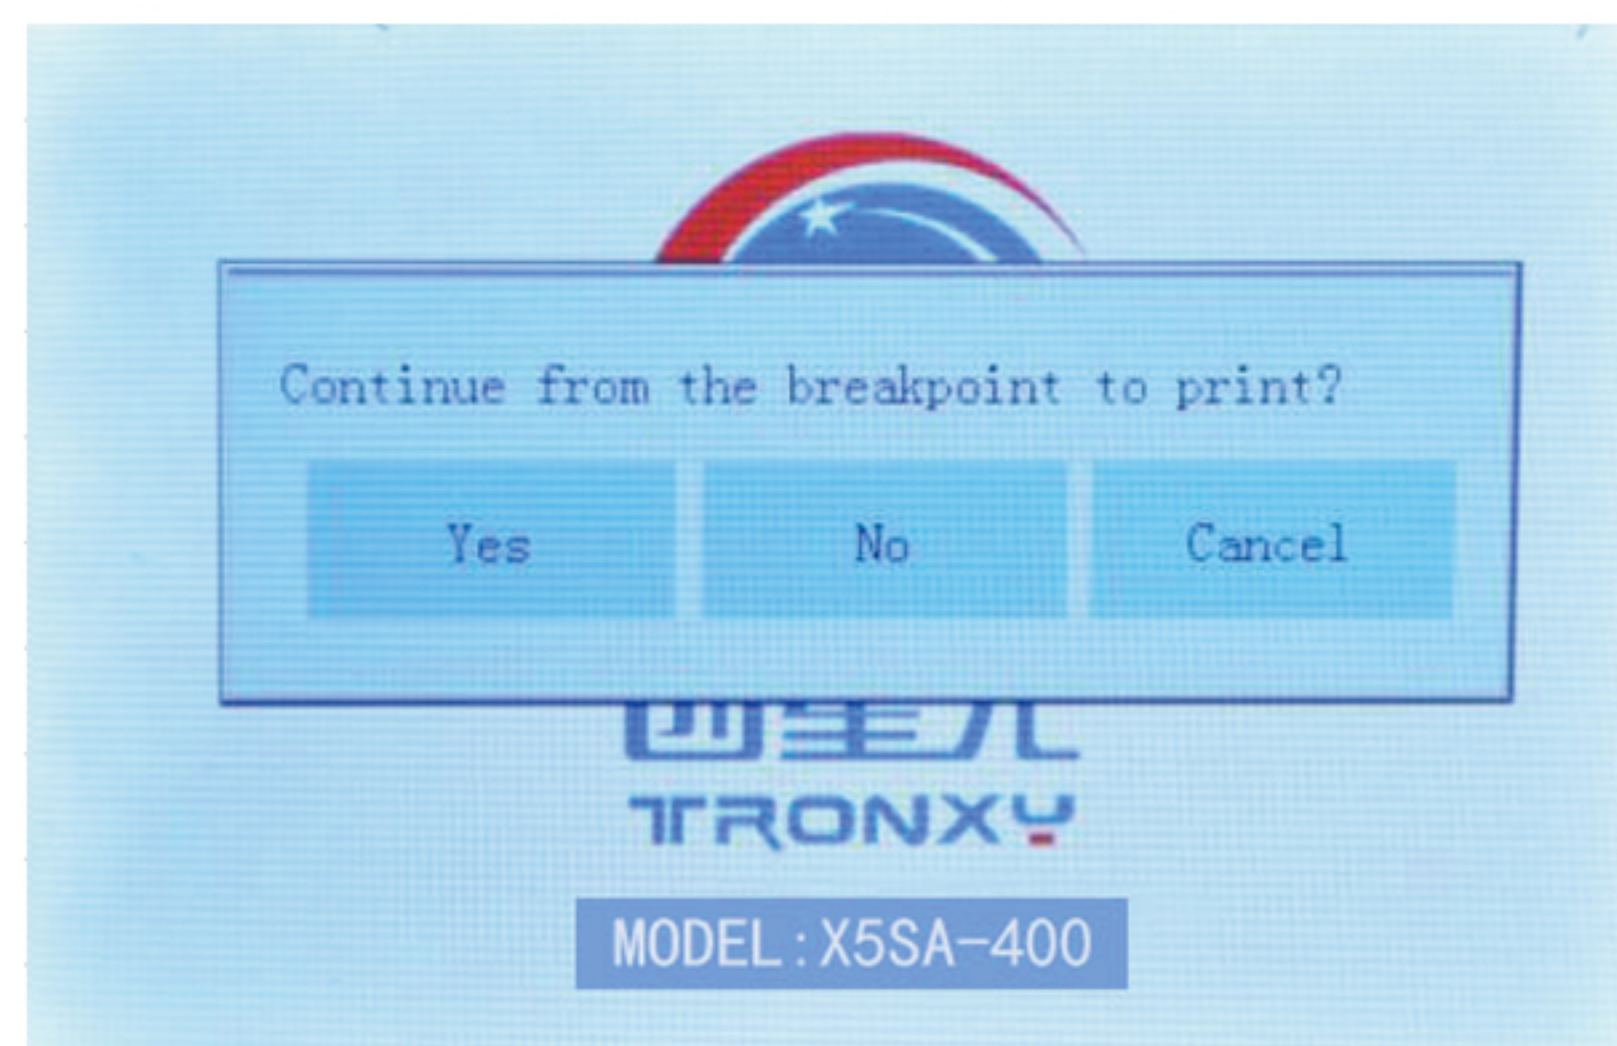 Continue from the breakpoint to print?
Yes No Cancel
TRONXY
MODEL:X5SA-400